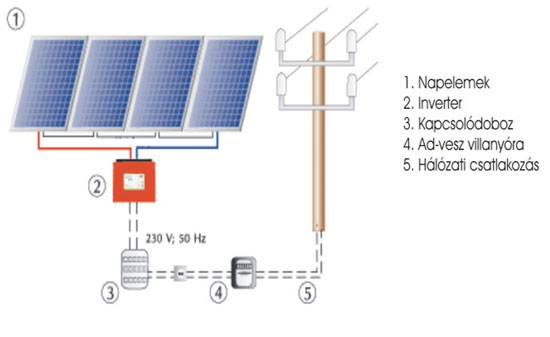 1
1. Napelemek
2. Inverter
3. Kapcsolódoboz
4. Ad-vesz villanyóra
5. Hálózati csatlakozás
2
230 V; 50 Hz
3
4
5